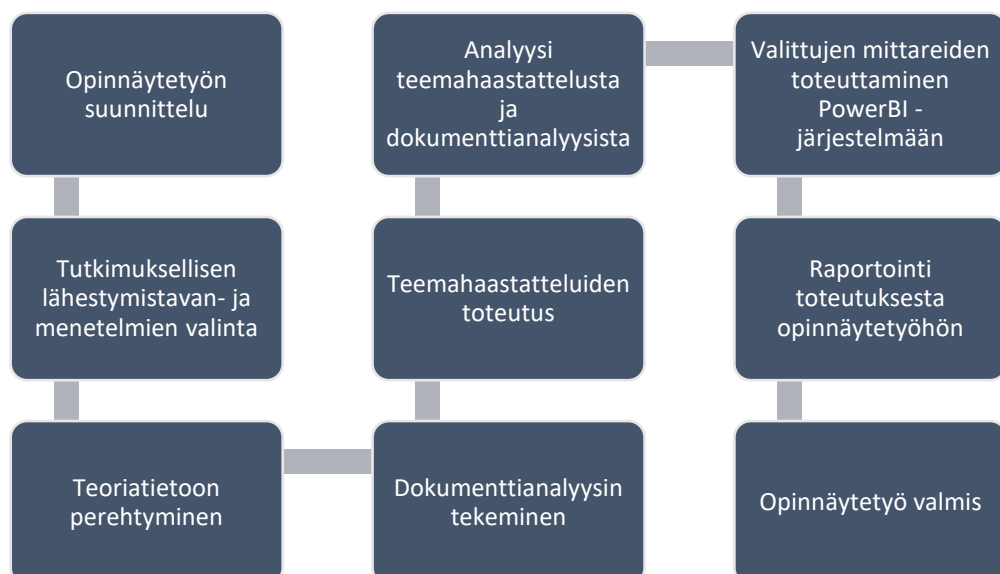 Opinnäytetyön
suunnittelu
Tutkimuksellisen
lähestymistavan- ja
menetelmien valinta
Teoriatietoon
perehtyminen
Dokumenttianalyysin
tekeminen
Teemahaastatteluiden
toteutus
Analyysi
teemahaastattelusta
ja
dokumenttianalyysista
Valittujen mittareiden
toteuttaminen
PowerBI -
järjestelmään
Raportointi
toteutuksesta
opinnäytetyöhön
Opinnäytetyö valmis